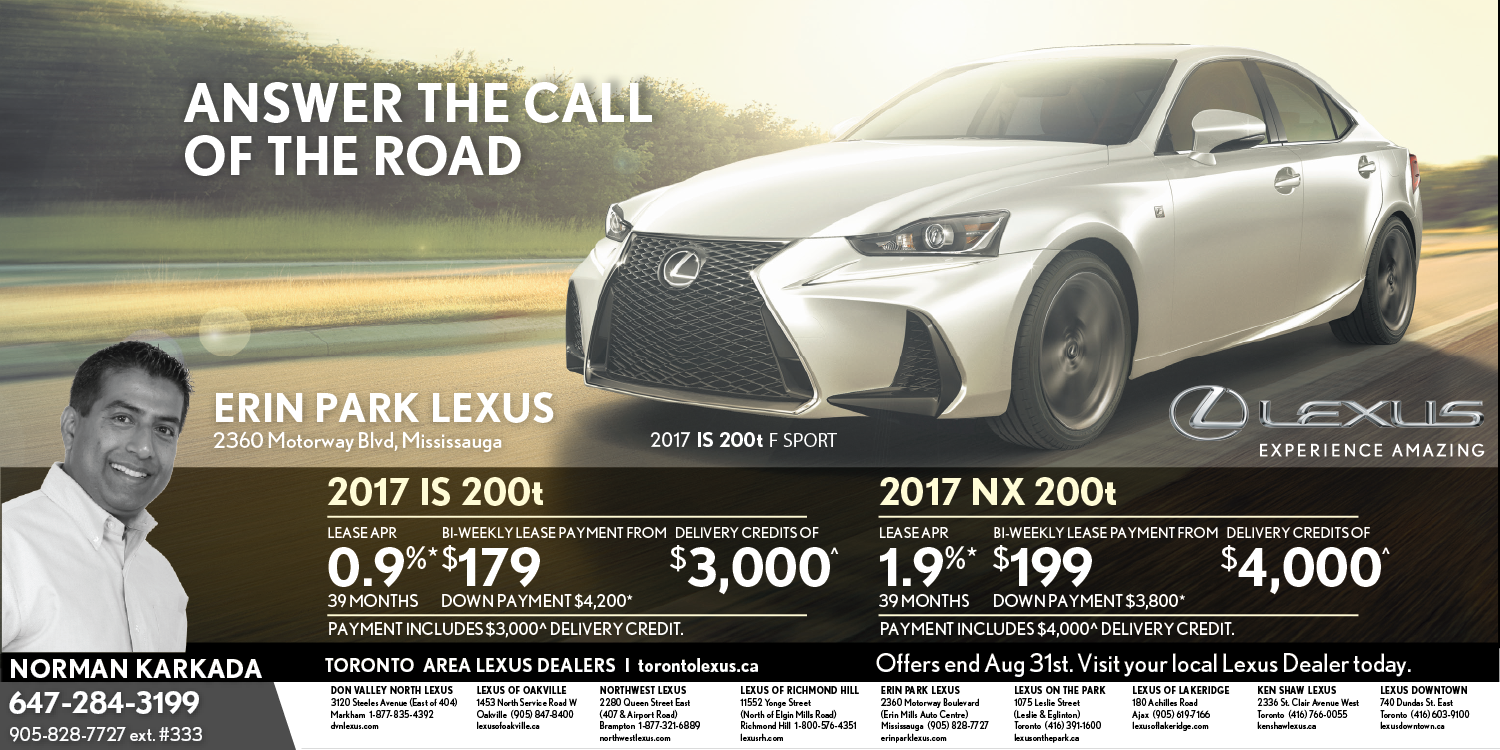 ANSWER THE CALL
OF THE ROAD
ERIN PARK LEXUS
2360 Motorway Blvd, Mississauga
2017 IS 200t F SPORT
LEXUS
EXPERIENCE AMAZING
2017 IS 200t
LEASE APR BI-WEEKLY LEASE PAYMENT FROM DELIVERY CREDITS OF
0.9%* $179 $3,000^
39 MONTHS DOWN PAYMENT $4,200*
PAYMENT INCLUDES $3,000^ DELIVERY CREDIT.
2017 NX 200t
LEASE APR BI-WEEKLY LEASE PAYMENT FROM DELIVERY CREDITS OF
1.9%* $199 $4,000^
39 MONTHS DOWN PAYMENT $3,800*
PAYMENT INCLUDES $4,000^ DELIVERY CREDIT.
NORMAN KARKADA
647-284-3199
905-828-7727 ext. #333
TORONTO AREA LEXUS DEALERS | torontolexus.ca
Offers end Aug 31st. Visit your local Lexus Dealer today.
DON VALLEY NORTH LEXUS
3120 Steeles Avenue (East of 404)
Markham 1-877-835-4392
dvnlexus.com
LEXUS OF OAKVILLE
1453 North Service Road W
Oakville (905) 847-8400
lexusofoakville.ca
NORTHWEST LEXUS
2280 Queen Street East
(407 & Airport Road)
Brampton 1-877-321-6889
northwestlexus.com
LEXUS OF RICHMOND HILL
11552 Yonge Street
(North of Elgin Mills Road)
Richmond Hill 1-800-576-4351
lexusrh.com
ERIN PARK LEXUS
2360 Motorway Boulevard
(Erin Mills Auto Centre)
Mississauga (905) 828-7727
erinparklexus.com
LEXUS ON THE PARK
1075 Leslie Street
(Leslie & Eglinton)
Toronto (416) 391-1600
lexusonthepark.ca
LEXUS OF LAKERIDGE
180 Achilles Road
Ajax (905) 619-7166
lexusoflakeridge.com
KEN SHAW LEXUS
2336 St. Clair Avenue West
Toronto (416) 766-0055
kenshawlexus.ca
LEXUS DOWNTOWN
740 Dundas St. East
Toronto (416) 603-9100
lexusdowntown.ca